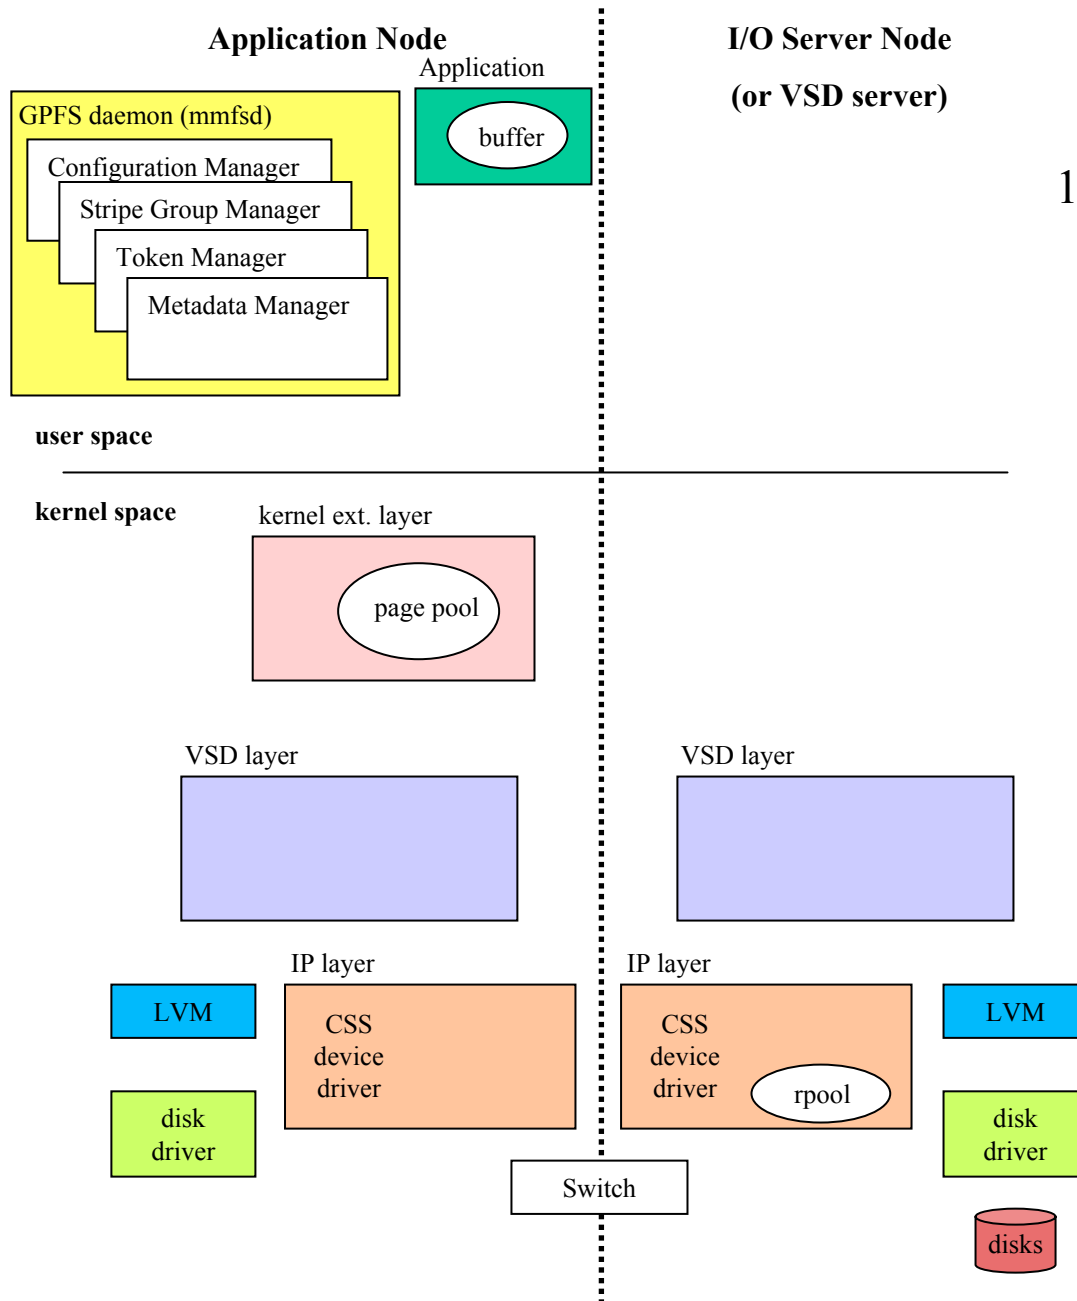 Application Node
I/O Server Node
(or VSD server)
Application
buffer
GPFS daemon (mmfsd)
Configuration Manager
Stripe Group Manager
Token Manager
Metadata Manager
1
user space
kernel space
kernel ext. layer
page pool
VSD layer
VSD layer
IP layer
IP layer
LVM
CSS
device
driver
CSS
device
driver
rpool
LVM
disk
driver
disk
driver
Switch
disks